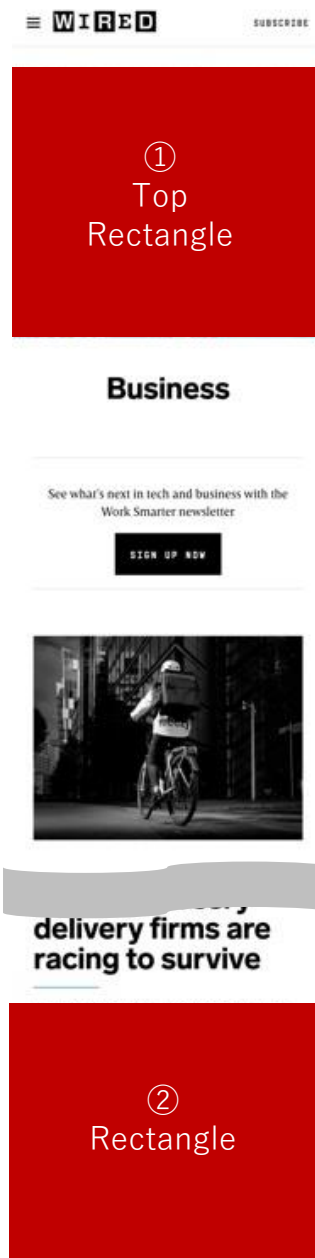 WIRED
SUBSCRIBE
①
Top
Rectangle
Business
See what's next in tech and business with the
Work Smarter newsletter
SIGN UP NOW
delivery firms are
racing to survive
②
Rectangle